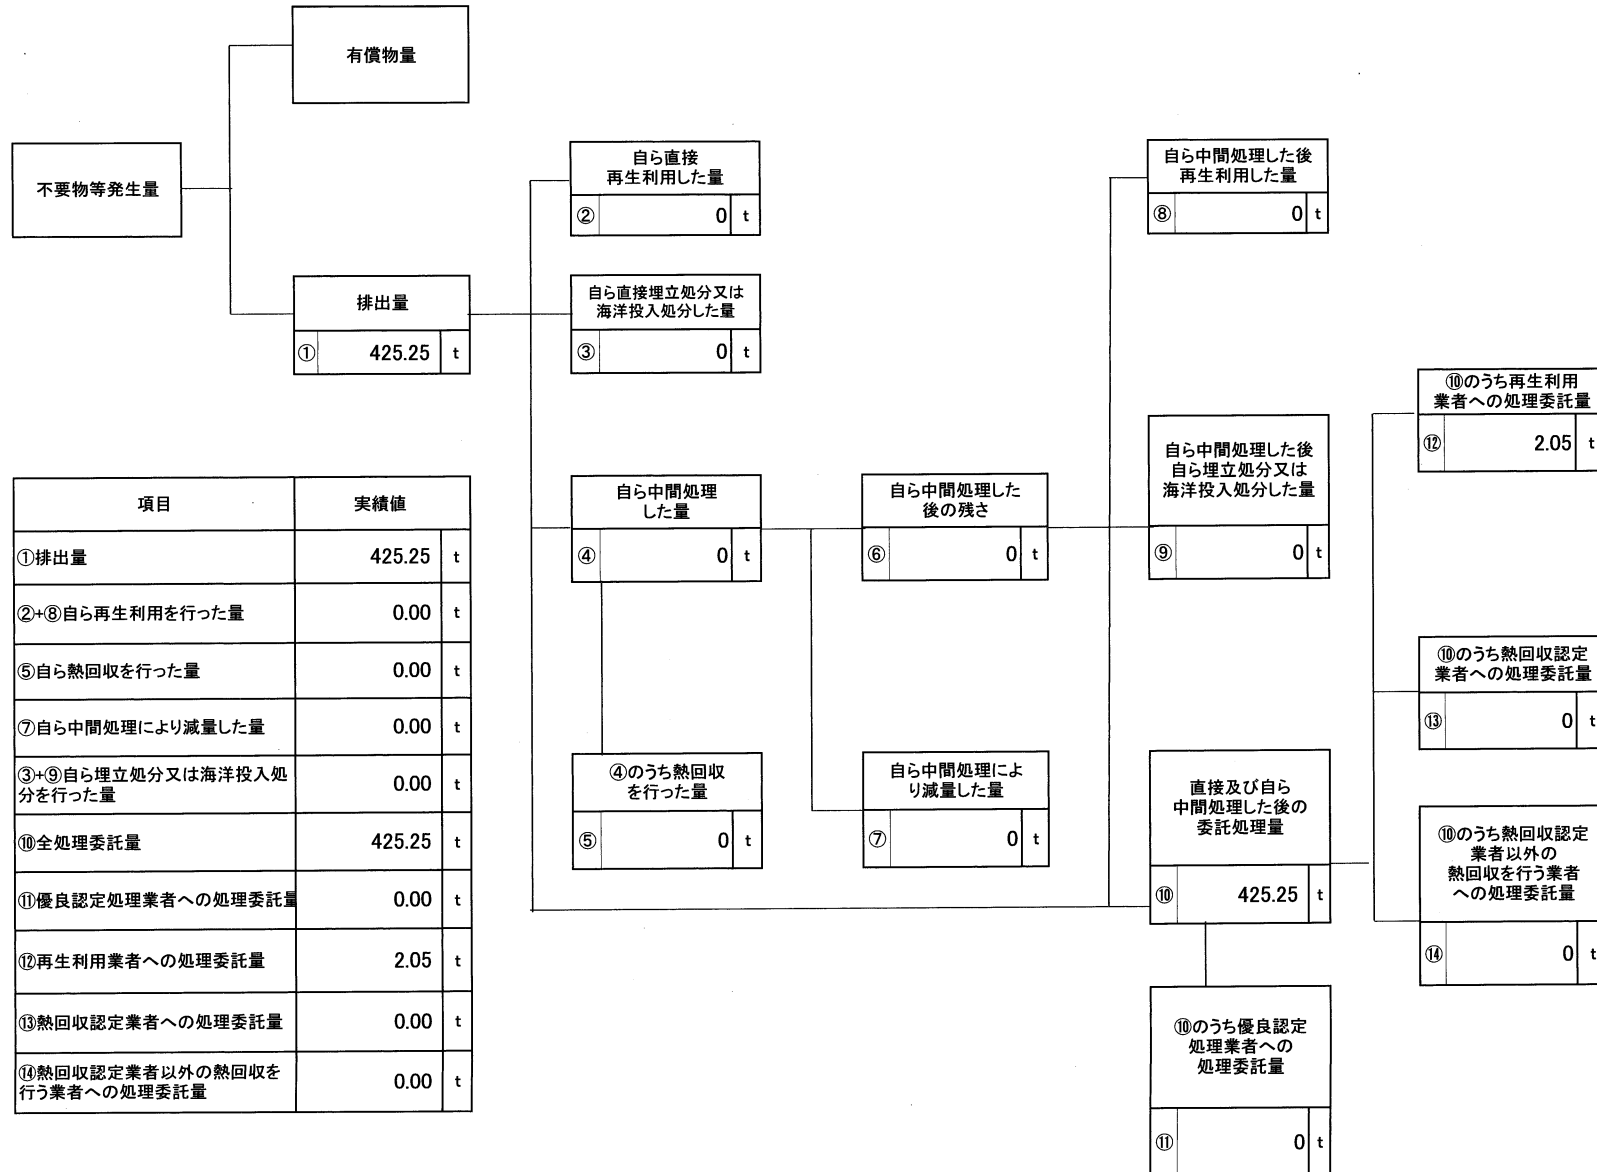 有償物量
不要物等発生量
排出量
① 425.25 t
自ら直接
再生利用した量
② 0 t
自ら直接埋立処分又は
海洋投入処分した量
③ 0 t
自ら中間処理
した量
④ 0 t
④のうち熱回収
を行った量
⑤ 0 t
自ら中間処理した
後の残さ
⑥ 0 t
自ら中間処理によ
り減量した量
⑦ 0 t
自ら中間処理した後
再生利用した量
⑧ 0 t
自ら中間処理した後
自ら埋立処分又は
海洋投入処分した量
⑨ 0 t
直接及び自ら
中間処理した後の
委託処理量
⑩ 425.25 t
⑩のうち優良認定
処理業者への
処理委託量
⑪ 0 t
⑩のうち再生利用
業者への処理委託量
⑫ 2.05 t
⑩のうち熱回収認定
業者への処理委託量
⑬ 0 t
⑩のうち熱回収認定
業者以外の
熱回収を行う業者
への処理委託量
⑭ 0 t
項目 実績値
①排出量 425.25 t
②+⑧自ら再生利用を行った量 0.00 t
⑤自ら熱回収を行った量 0.00 t
⑦自ら中間処理により減量した量 0.00 t
③+⑨自ら埋立処分又は海洋投入処
分を行った量 0.00 t
⑩全処理委託量 425.25 t
⑪優良認定処理業者への処理委託量 0.00 t
⑫再生利用業者への処理委託量 2.05 t
⑬熱回収認定業者への処理委託量 0.00 t
⑭熱回収認定業者以外の熱回収を
行う業者への処理委託量 0.00 t